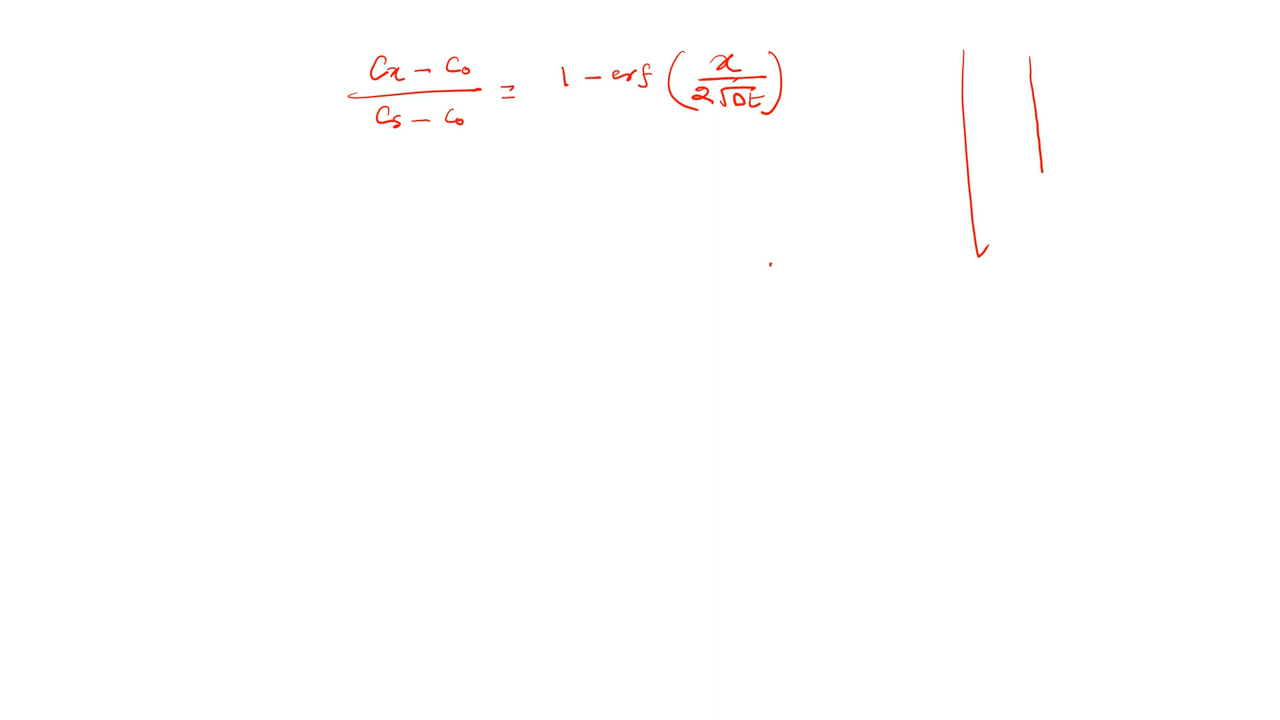 Cx - C₀ / Cs - C₀ = 1 - erf ( x / 2√Dt )